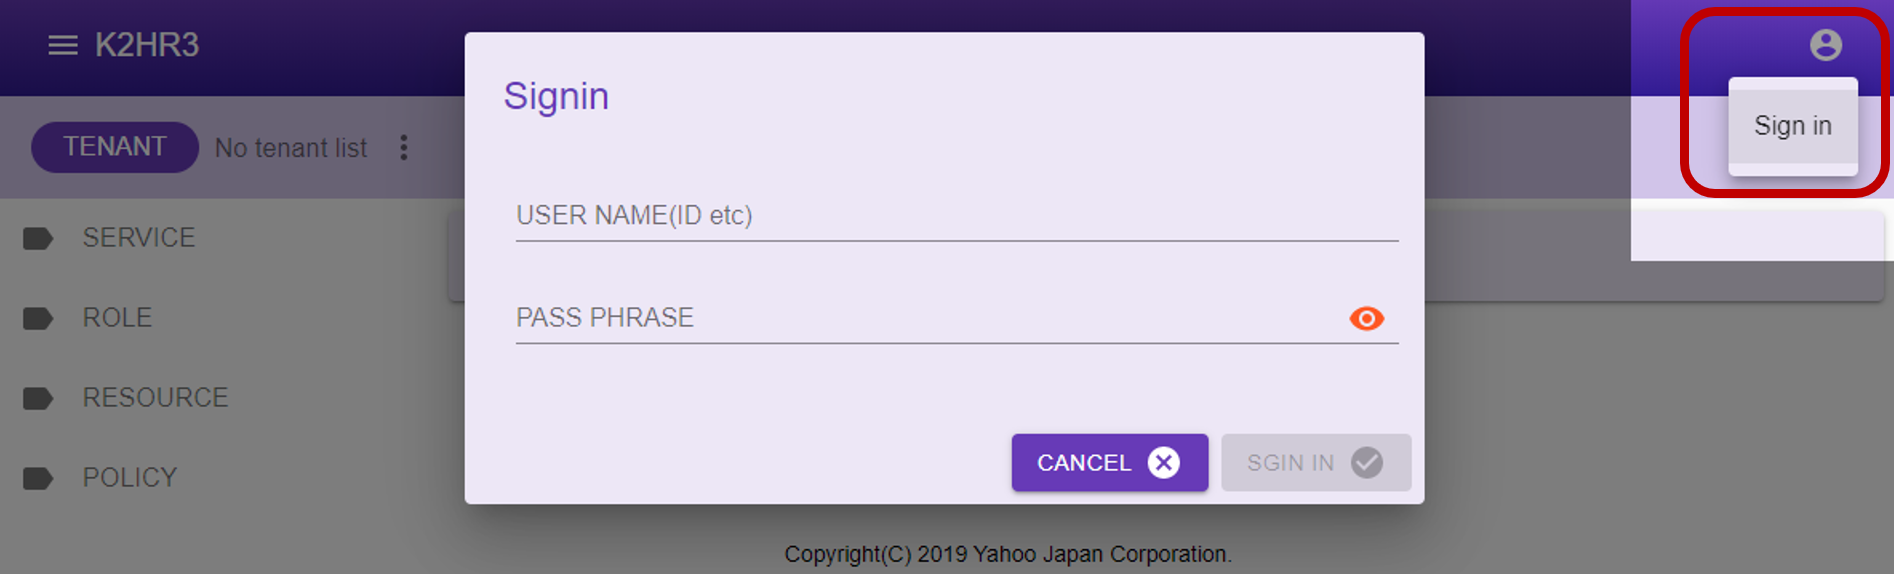 K2HR3
Sign in
TENANT No tenant list
Signin
USER NAME(ID etc)
PASS PHRASE
CANCEL
SGIN IN
SERVICE
ROLE
RESOURCE
POLICY
Copyright(C) 2019 Yahoo Japan Corporation.